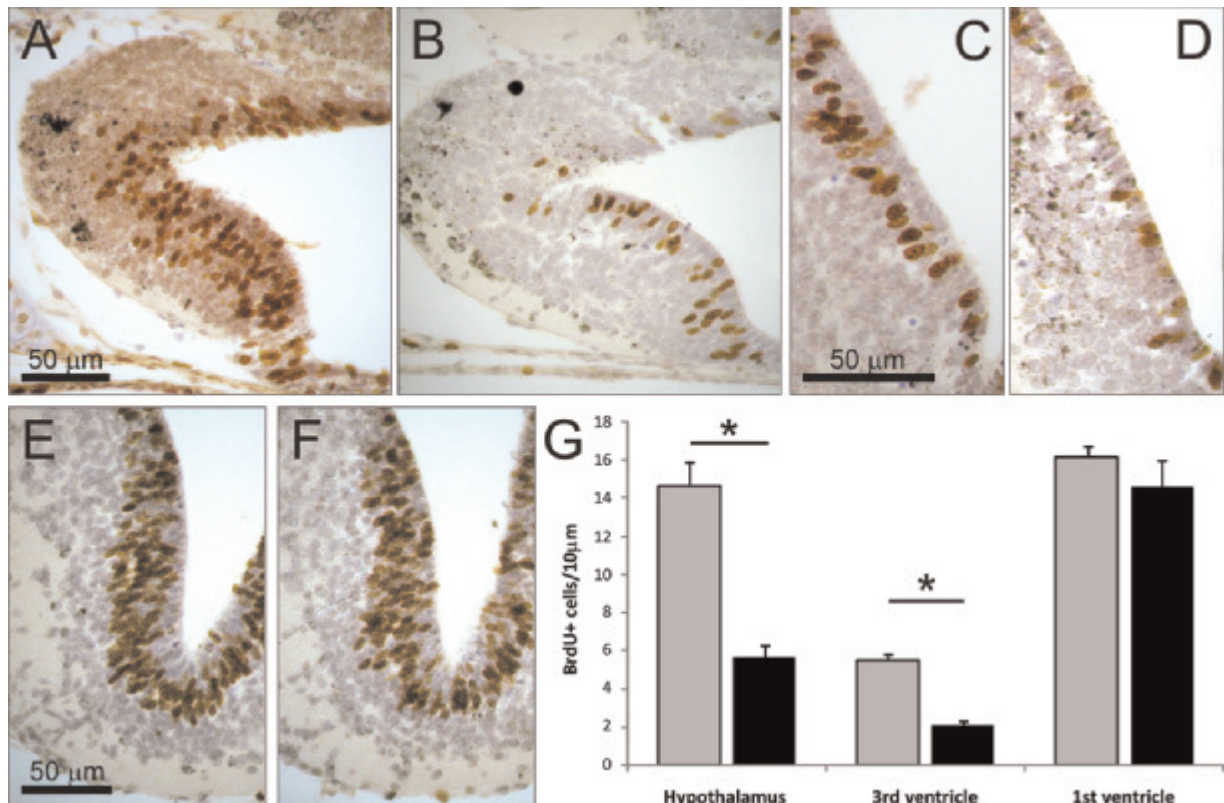 A
B
C
D
50 μm
50 μm
E
F
G
50 μm
18
16
14
12
10
8
6
4
2
0
BrdU+ cells/10μm
*
*
Hypothalamus
3rd ventricle
1st ventricle